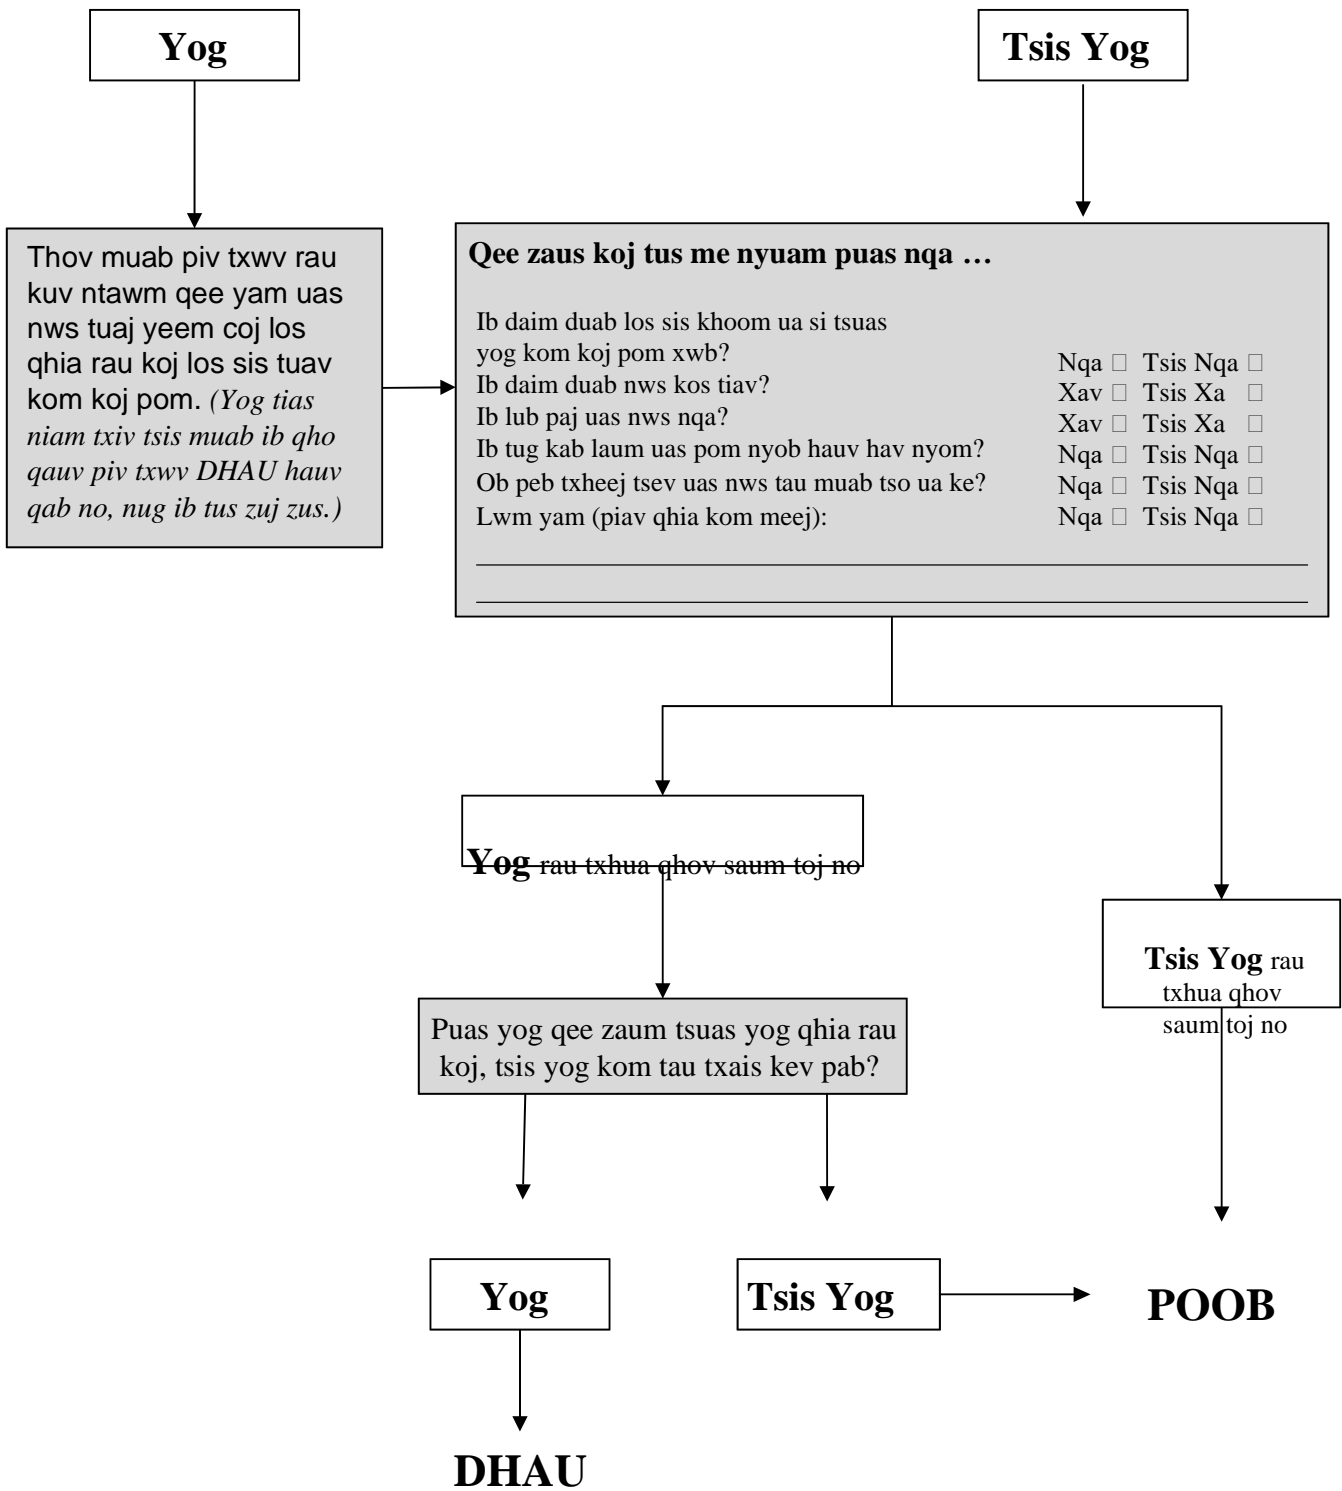 Yog
Tsis Yog
Thov muab piv txwv rau
kuv ntawm qee yam uas
nws tuaj yeem coj los
qhia rau koj los sis tuav
kom koj pom. (Yog tias
niam txiv tsis muab ib qho
qauv piv txwv DHAU hauv
qab no, nug ib tus zuj zus.)
Qee zaus koj tus me nyuam puas nqa …
Ib daim duab los sis khoom ua si tsuas
yog kom koj pom xwb? Nqa □ Tsis Nqa □
Ib daim duab nws kos tiav? Xav □ Tsis Xa □
Ib lub paj uas nws nqa? Xav □ Tsis Xa □
Ib tug kab laum uas pom nyob hauv hav nyom? Nqa □ Tsis Nqa □
Ob peb txheej tsev uas nws tau muab tso ua ke? Nqa □ Tsis Nqa □
Lwm yam (piav qhia kom meej): Nqa □ Tsis Nqa □
Yog rau txhua qhov saum toj no
Tsis Yog rau
txhua qhov
saum toj no
Puas yog qee zaum tsuas yog qhia rau
koj, tsis yog kom tau txais kev pab?
Yog
Tsis Yog
POOB
DHAU